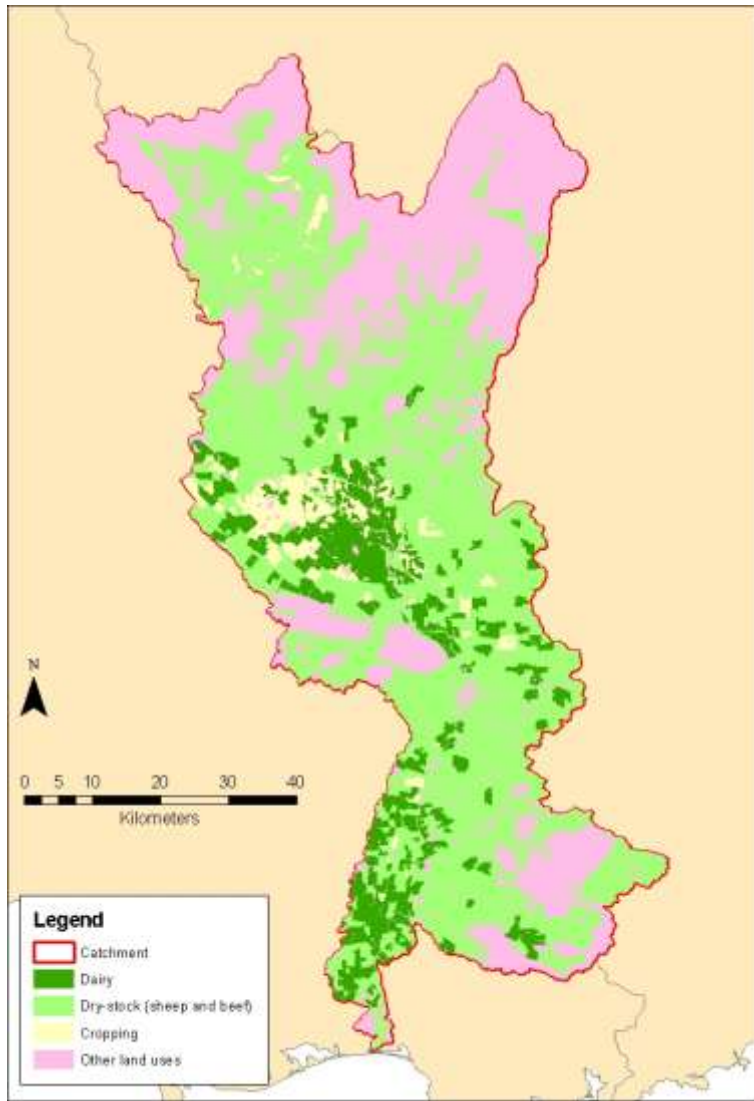 N
0 5 10 20 30 40
Kilometers
Legend
Catchment
Dairy
Dry-stock (sheep and beef)
Cropping
Other land uses